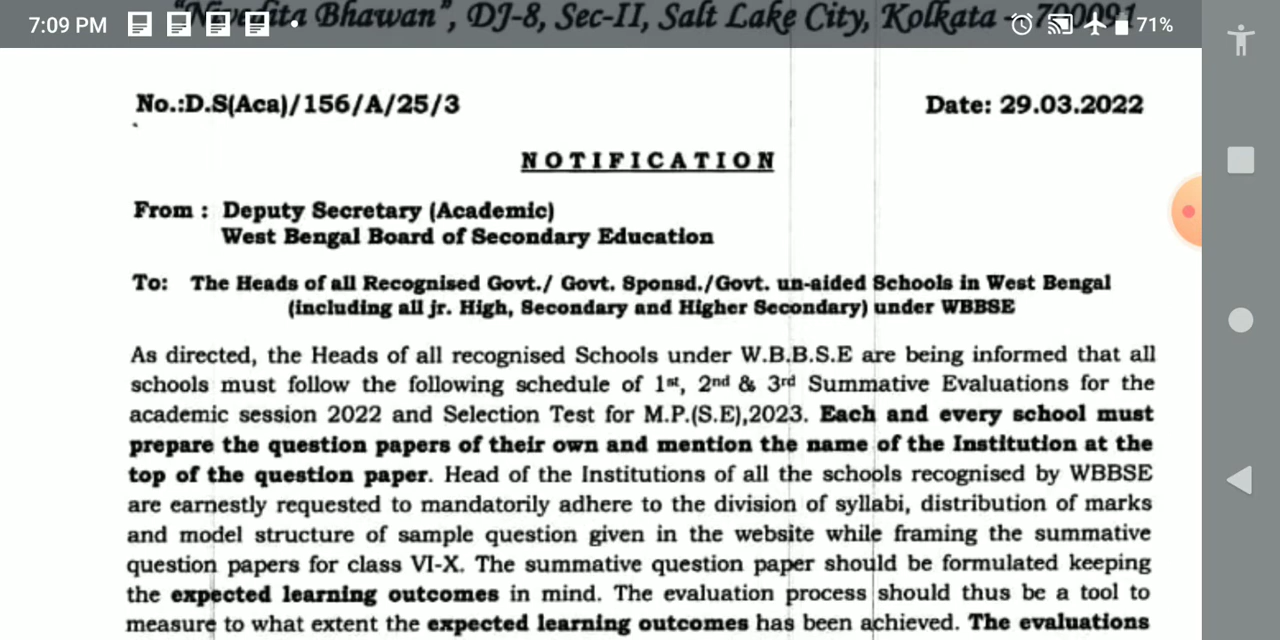 7:09 PM 71%
"Nivedita Bhawan", DJ-8, Sec-II, Salt Lake City, Kolkata - 700091
No.:D.S(Aca)/156/A/25/3 Date: 29.03.2022
NOTIFICATION
From : Deputy Secretary (Academic)
West Bengal Board of Secondary Education
To: The Heads of all Recognised Govt./ Govt. Sponsd./Govt. un-aided Schools in West Bengal
(including all jr. High, Secondary and Higher Secondary) under WBBSE
As directed, the Heads of all recognised Schools under W.B.B.S.E are being informed that all
schools must follow the following schedule of 1st, 2nd & 3rd Summative Evaluations for the
academic session 2022 and Selection Test for M.P.(S.E),2023. Each and every school must
prepare the question papers of their own and mention the name of the Institution at the
top of the question paper. Head of the Institutions of all the schools recognised by WBBSE
are earnestly requested to mandatorily adhere to the division of syllabi, distribution of marks
and model structure of sample question given in the website while framing the summative
question papers for class VI-X. The summative question paper should be formulated keeping
the expected learning outcomes in mind. The evaluation process should thus be a tool to
measure to what extent the expected learning outcomes has been achieved. The evaluations